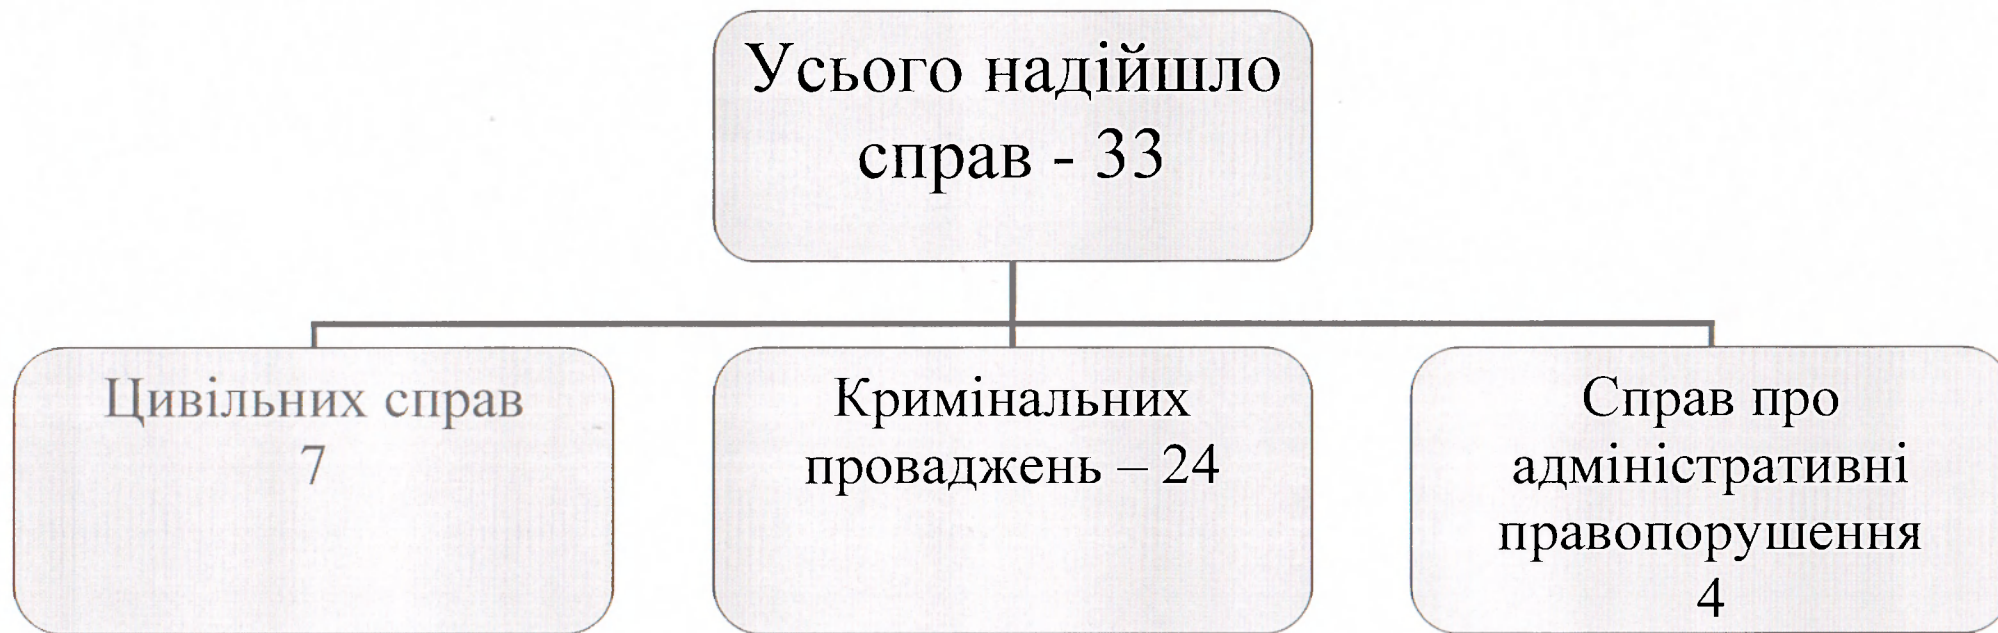 Усього надійшло
справ - 33
Цивільних справ
7
Кримінальних
проваджень – 24
Справ про
адміністративні
правопорушення
4